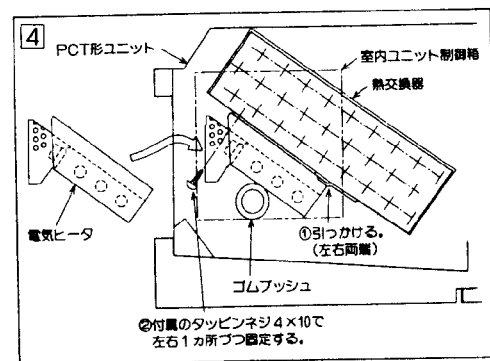 4
PCT形ユニット
室内ユニット制御箱
熱交換器
電気ヒータ
①引っかける。
(左右両端)
ゴムブッシュ
②付属のタッピンネジ4×10で
左右1ヵ所づつ固定する。